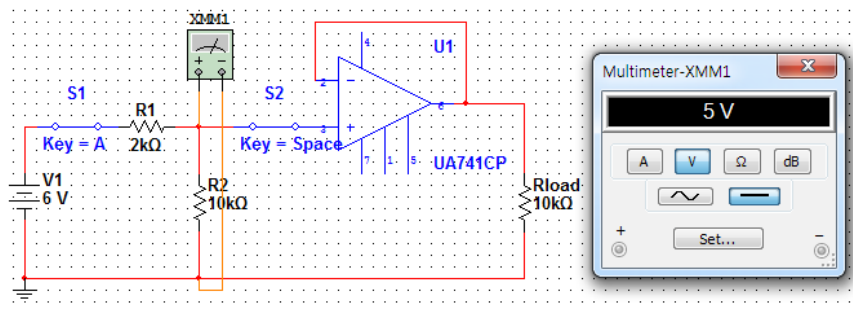 XMM1
+ −
S1
Key = A
R1
2kΩ
S2
Key = Space
U1
4
2
−
3
+
6
7 1 5
UA741CP
V1
6 V
R2
10kΩ
Rload
10kΩ
Multimeter-XMM1
5 V
A V Ω dB
+ −
Set...